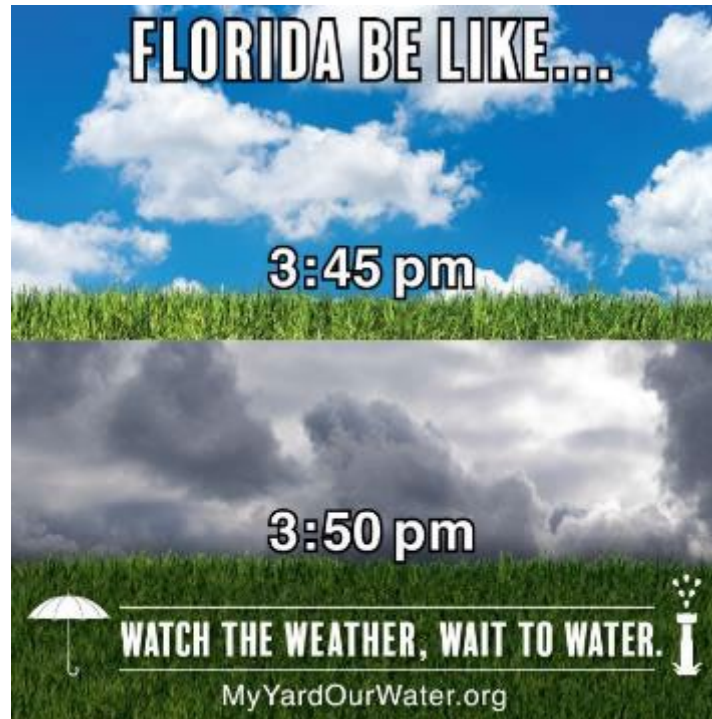 FLORIDA BE LIKE...
3:45 pm
3:50 pm
WATCH THE WEATHER, WAIT TO WATER.
MyYardOurWater.org